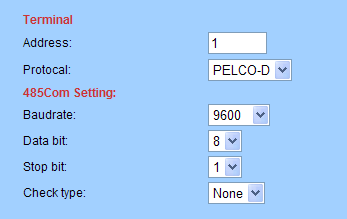 Terminal
Address: 1
Protocal: PELCO-D
485Com Setting:
Baudrate: 9600
Data bit: 8
Stop bit: 1
Check type: None